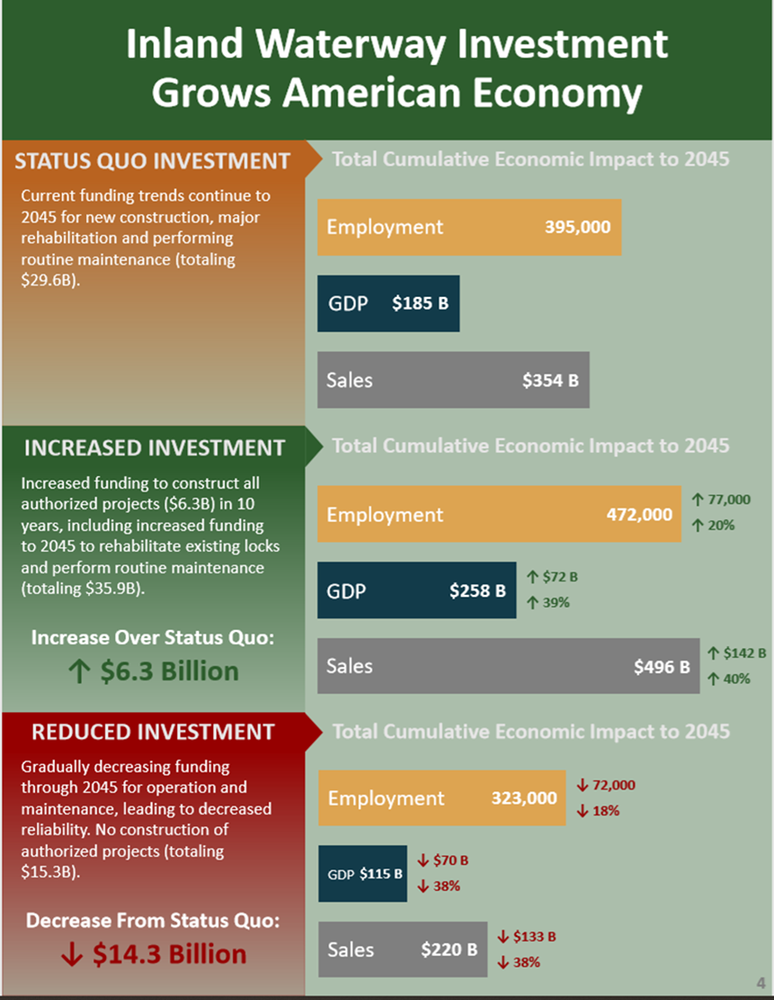 Inland Waterway Investment
Grows American Economy
STATUS QUO INVESTMENT
Current funding trends continue to
2045 for new construction, major
rehabilitation and performing
routine maintenance (totaling
$29.6B).
Total Cumulative Economic Impact to 2045
Employment 395,000
GDP $185 B
Sales $354 B
INCREASED INVESTMENT
Increased funding to construct all
authorized projects ($6.3B) in 10
years, including increased funding
to 2045 to rehabilitate existing locks
and perform routine maintenance
(totaling $35.9B).
Increase Over Status Quo:
↑ $6.3 Billion
Total Cumulative Economic Impact to 2045
Employment 472,000
↑ 77,000
↑ 20%
GDP $258 B
↑ $72 B
↑ 39%
Sales $496 B
↑ $142 B
↑ 40%
REDUCED INVESTMENT
Gradually decreasing funding
through 2045 for operation and
maintenance, leading to decreased
reliability. No construction of
authorized projects (totaling
$15.3B).
Decrease From Status Quo:
↓ $14.3 Billion
Total Cumulative Economic Impact to 2045
Employment 323,000
↓ 72,000
↓ 18%
GDP $115 B
↓ $70 B
↓ 38%
Sales $220 B
↓ $133 B
↓ 38%
4